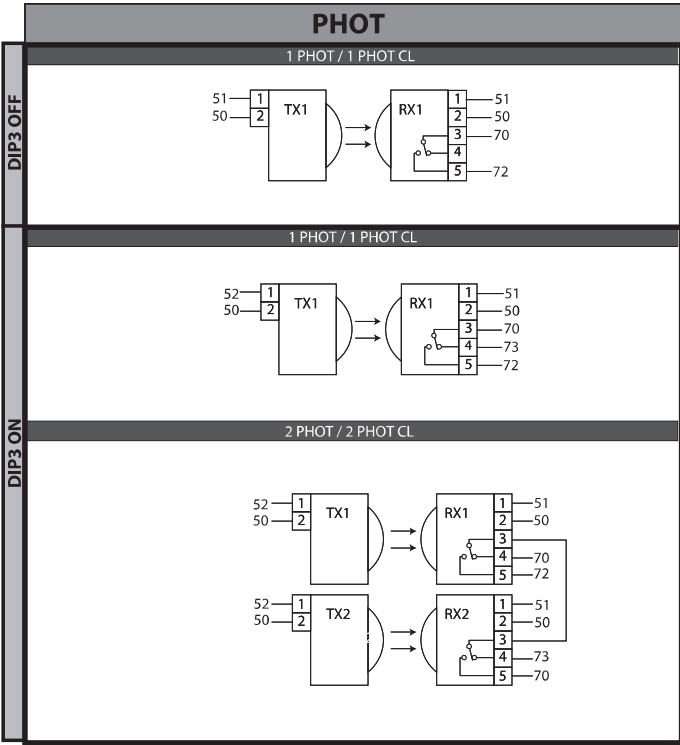 PHOT
DIP3 OFF
1 PHOT / 1 PHOT CL
51 1 TX1 RX1 1 51
50 2 2 50
3 70
4
5 72
DIP3 ON
1 PHOT / 1 PHOT CL
52 1 TX1 RX1 1 51
50 2 2 50
3 70
4 73
5 72
2 PHOT / 2 PHOT CL
52 1 TX1 RX1 1 51
50 2 2 50
3
4 70
5 72
52 1 TX2 RX2 1 51
50 2 2 50
3
4 73
5 70